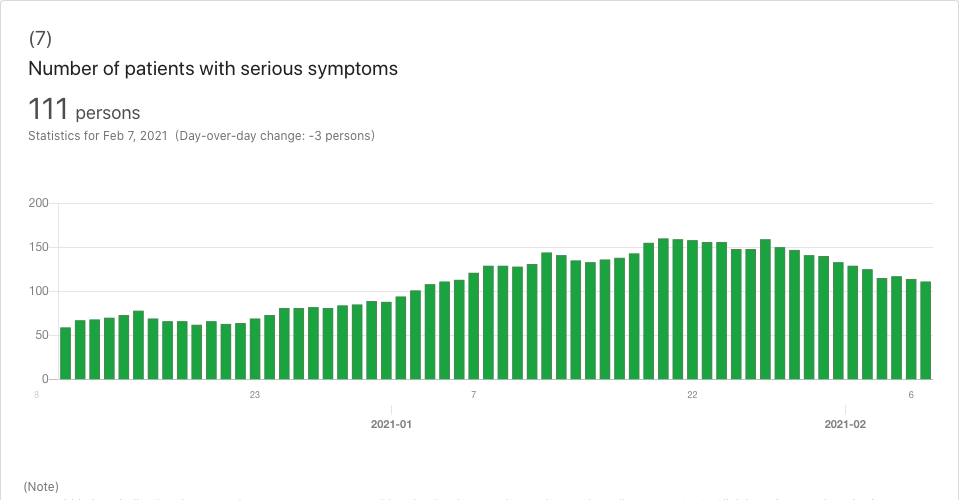 (7)
Number of patients with serious symptoms
111 persons
Statistics for Feb 7, 2021 (Day-over-day change: -3 persons)
200
150
100
50
0
8 23 7 22 6
2021-01 2021-02
(Note)